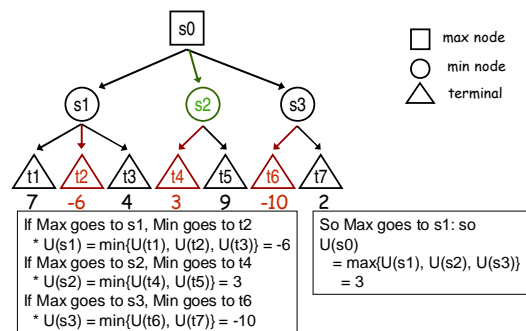 s0
max node
min node
terminal
s1
s2
s3
t1
t2
t3
t4
t5
t6
t7
7
-6
4
3
9
-10
2
If Max goes to s1, Min goes to t2
* U(s1) = min{U(t1), U(t2), U(t3)} = -6
If Max goes to s2, Min goes to t4
* U(s2) = min{U(t4), U(t5)} = 3
If Max goes to s3, Min goes to t6
* U(s3) = min{U(t6), U(t7)} = -10
So Max goes to s1: so
U(s0)
= max{U(s1), U(s2), U(s3)}
= 3